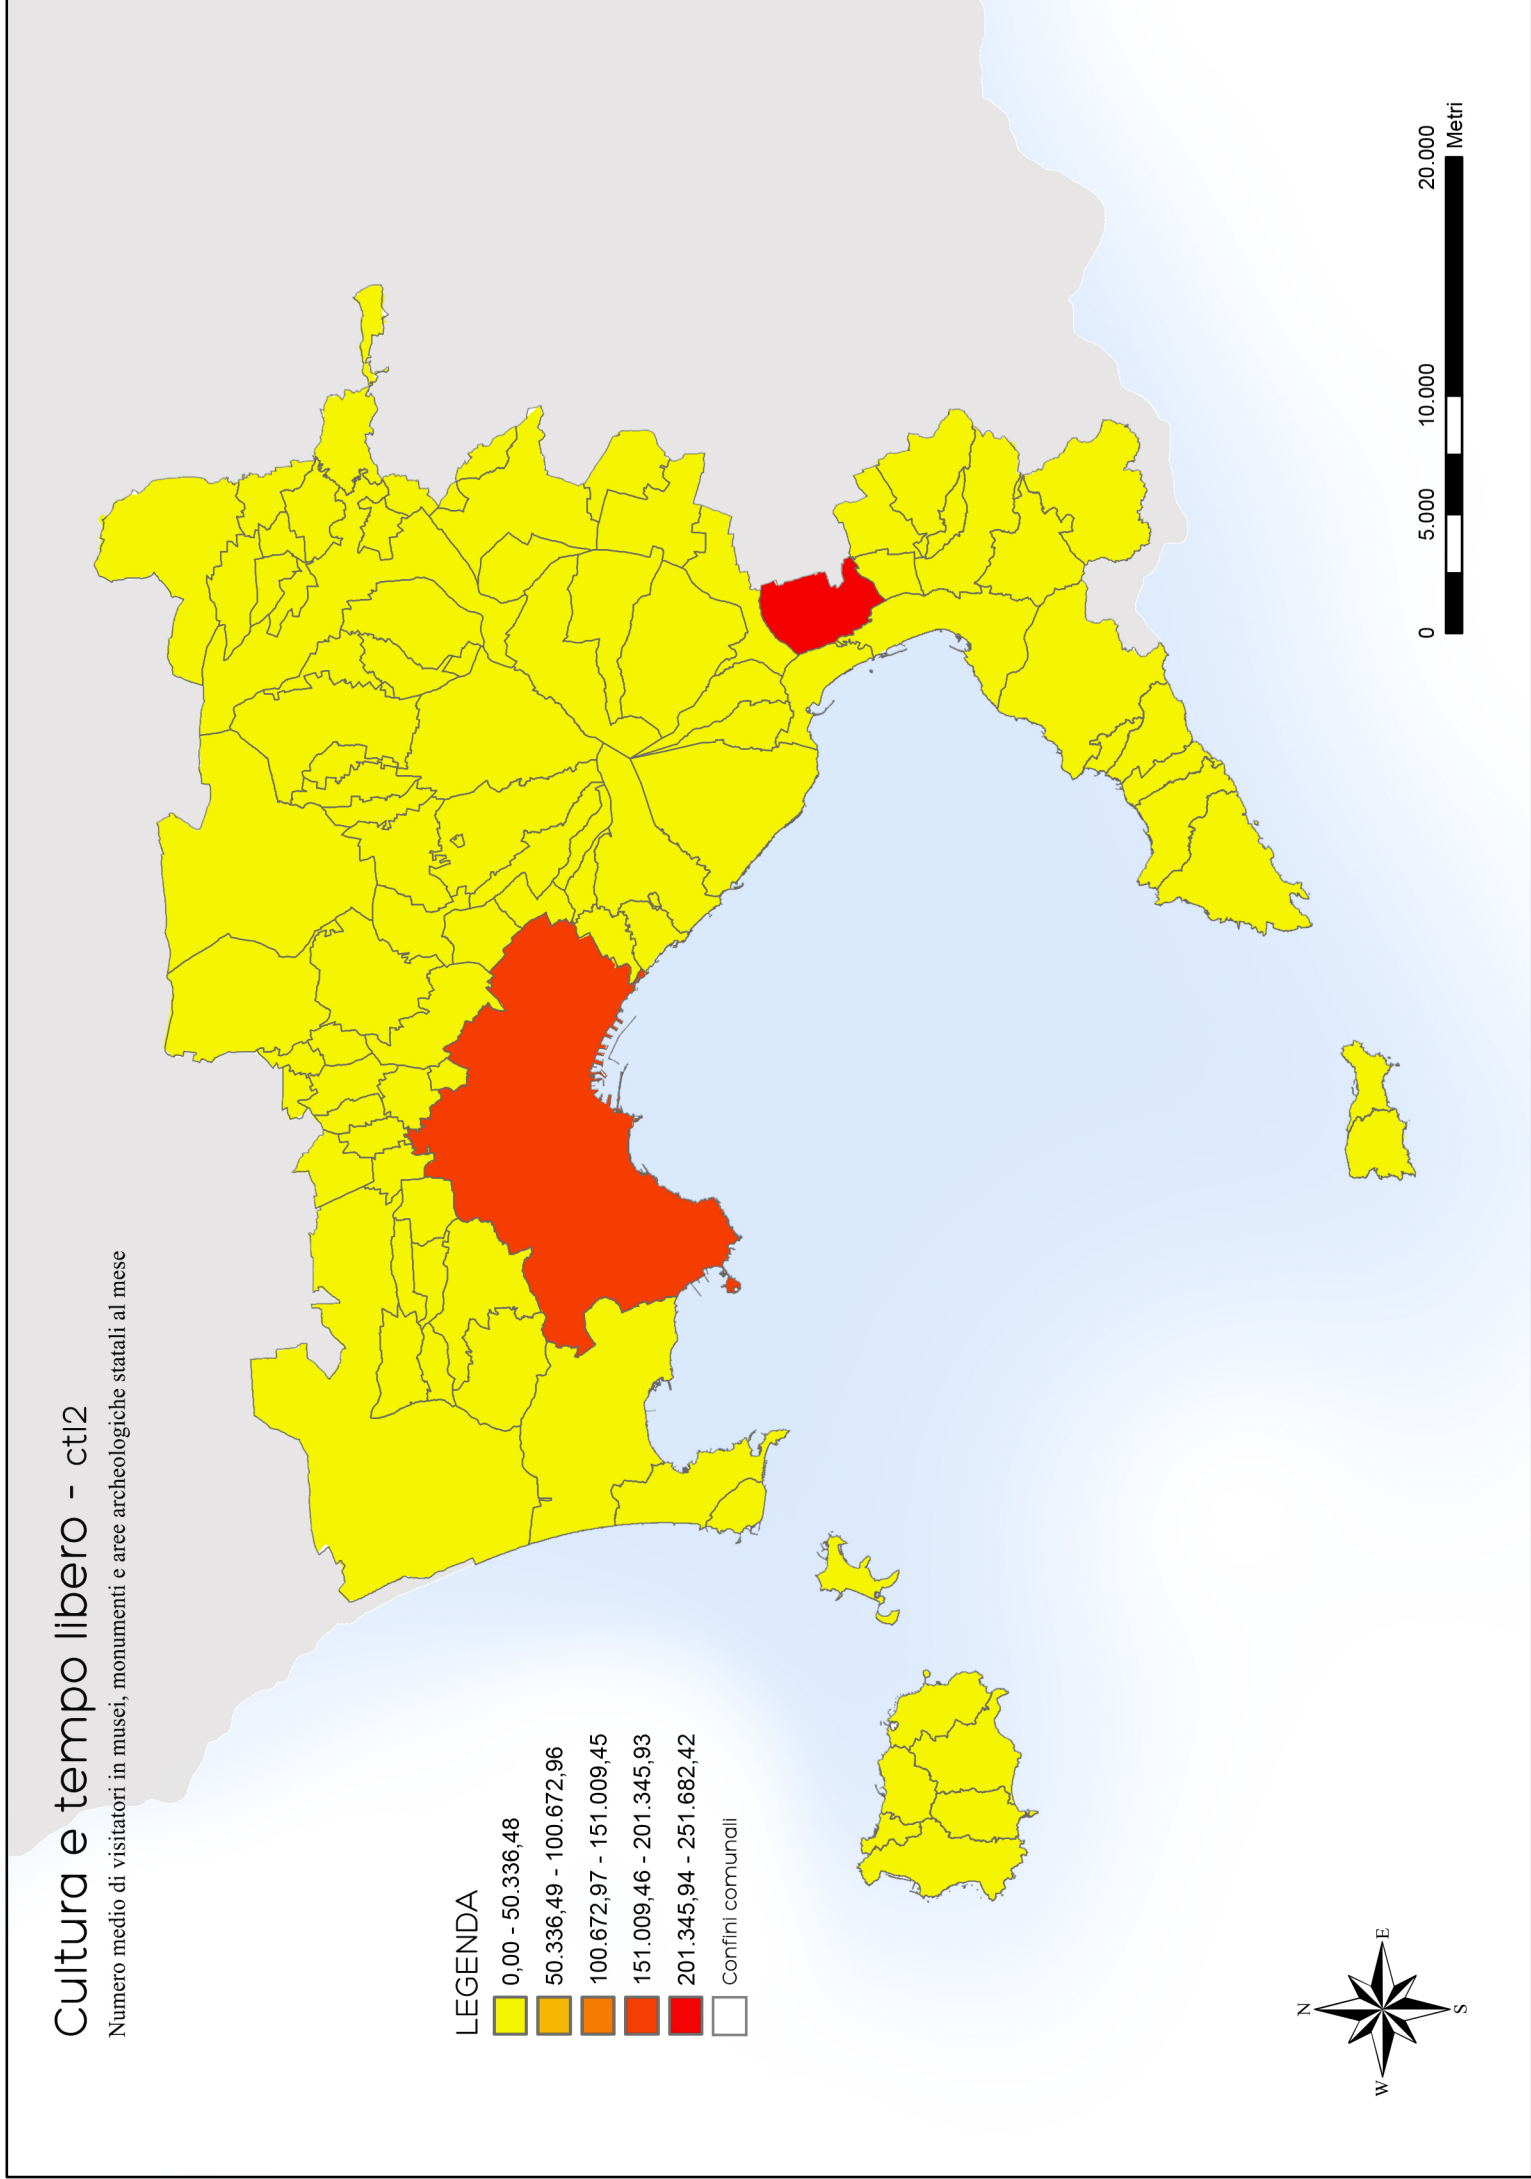 Cultura e tempo libero - ctl2
Numero medio di visitatori in musei, monumenti e aree archeologiche statali al mese
LEGENDA
0,00 - 50.336,48
50.336,49 - 100.672,96
100.672,97 - 151.009,45
151.009,46 - 201.345,93
201.345,94 - 251.682,42
Confini comunali
N
W
E
S
0
5.000
10.000
20.000
Metri